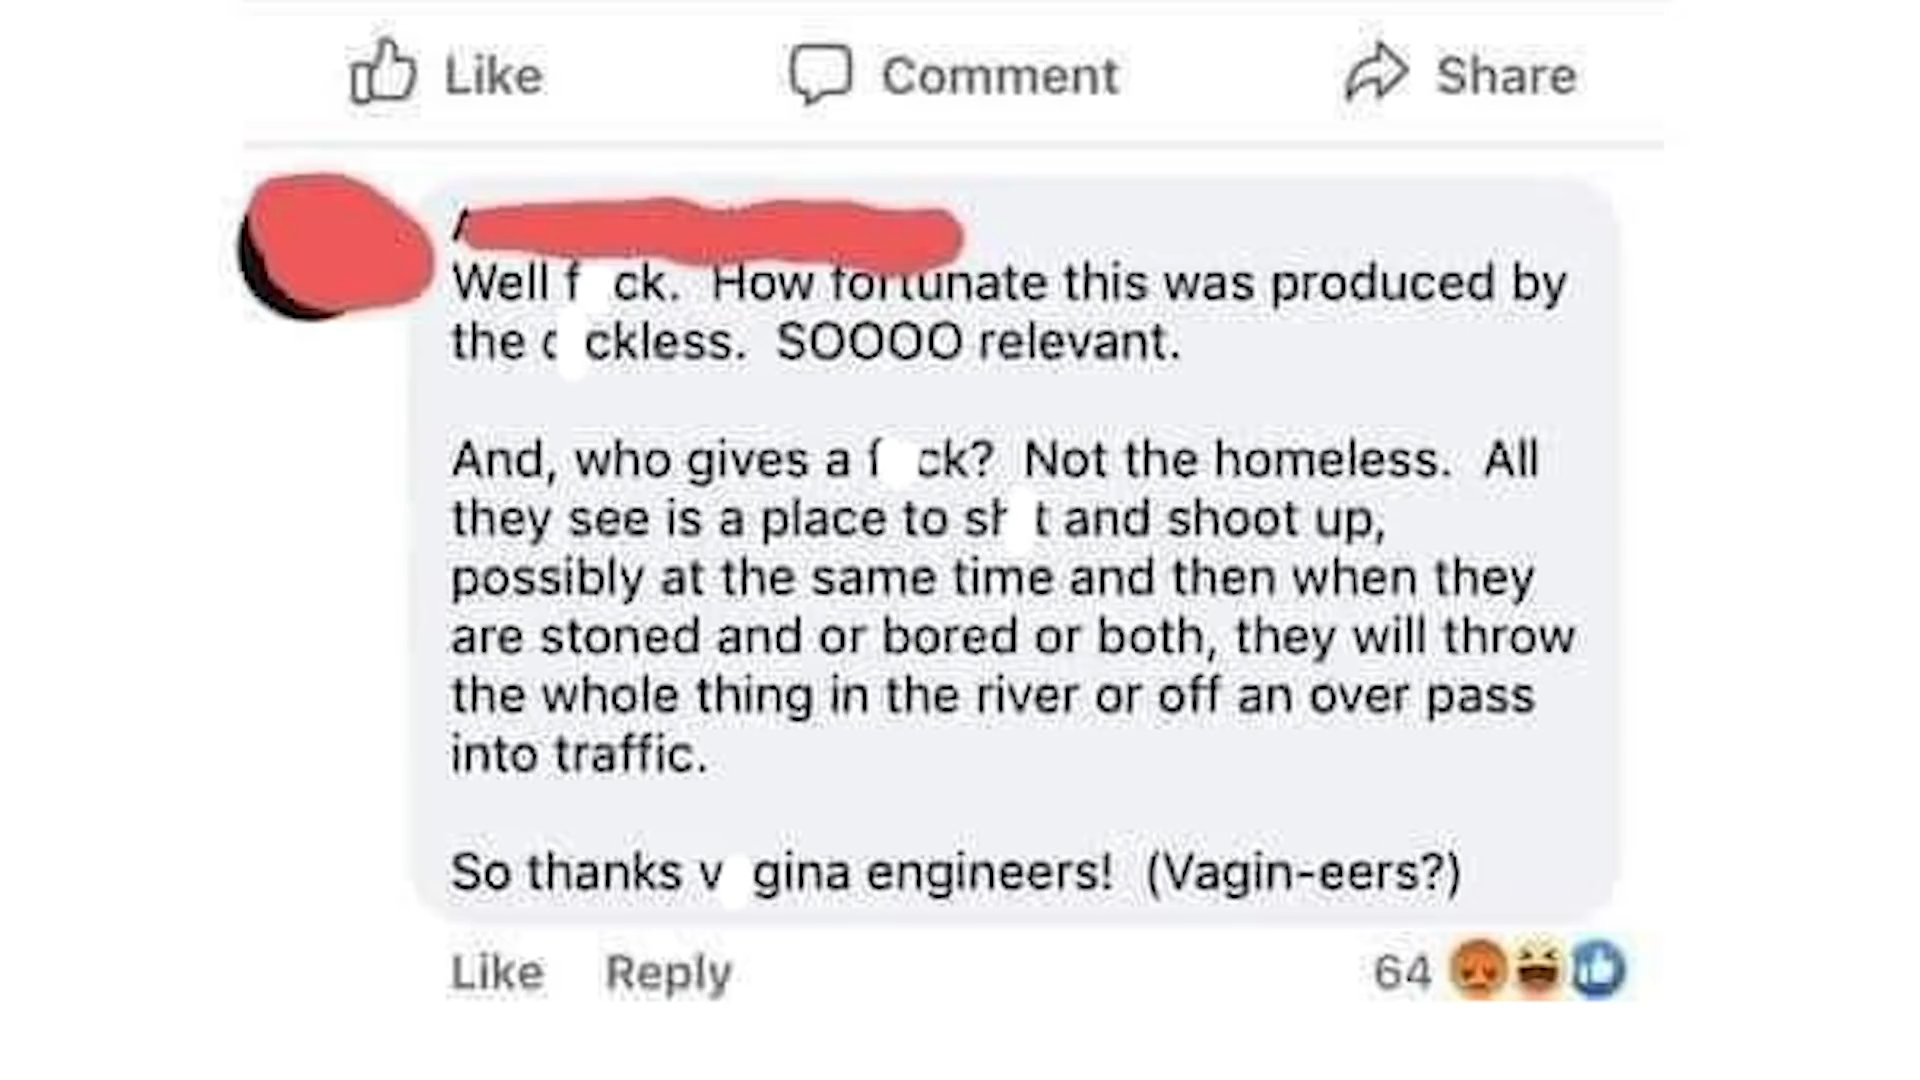 Like Comment Share
Well f ck. How fortunate this was produced by
the ckless. SOOOO relevant.
And, who gives a f ck? Not the homeless. All
they see is a place to sh t and shoot up,
possibly at the same time and then when they
are stoned and or bored or both, they will throw
the whole thing in the river or off an over pass
into traffic.
So thanks v gina engineers! (Vagin-eers?)
Like Reply 64